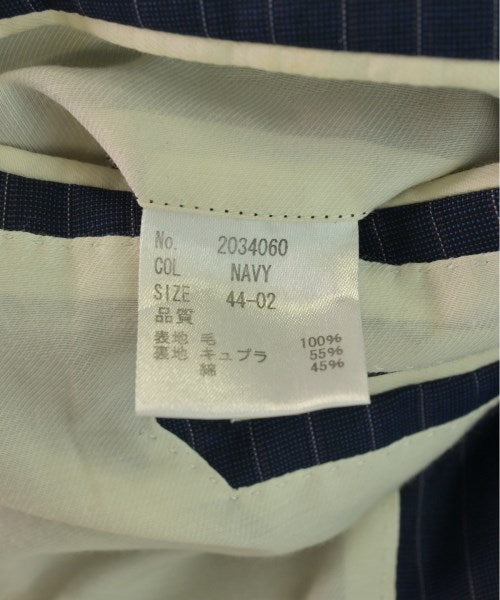 No. 2034060
COL NAVY
SIZE 44-02
品質
表地 毛 100%
裏地 キュプラ 55%
綿 45%